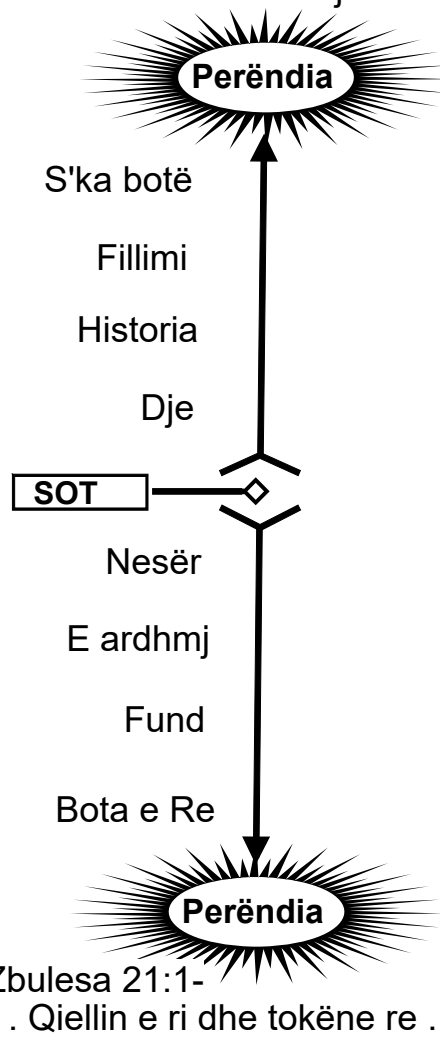 Perëndia
S'ka botë
Fillimi
Historia
Dje
SOT
Nesër
E ardhmj
Fund
Bota e Re
Perëndia
Zbulesa 21:1-
. Qiellin e ri dhe tokëne re .